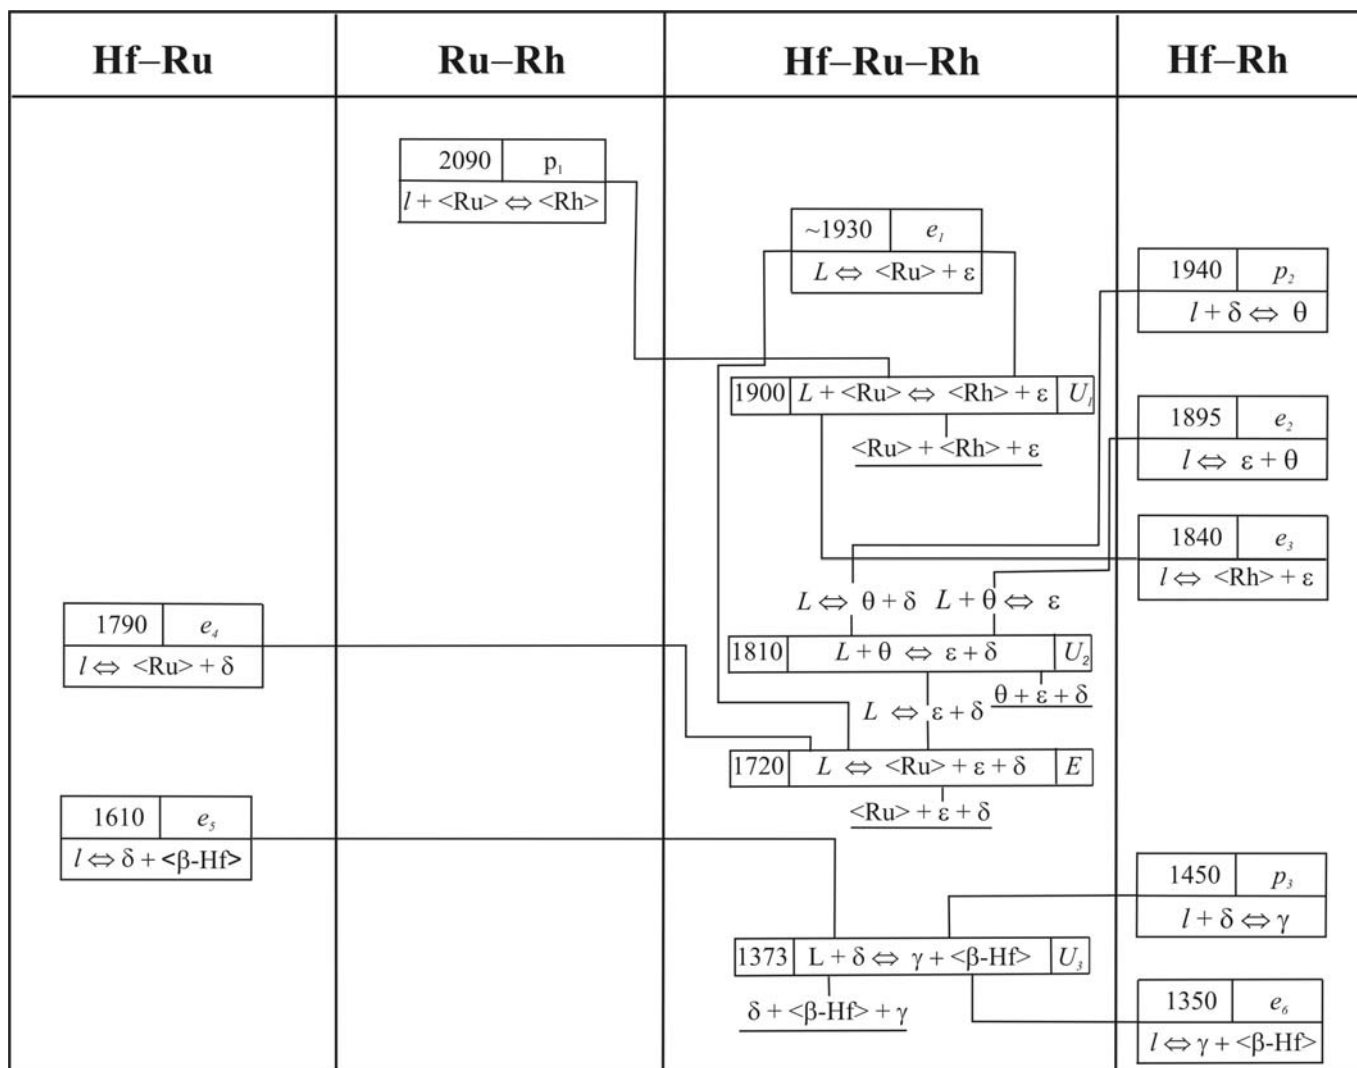 Hf–Ru
Ru–Rh
Hf–Ru–Rh
Hf–Rh
2090 p₁
l + <Ru> ⇔ <Rh>
~1930 e₁
L ⇔ <Ru> + ε
1940 p₂
l + δ ⇔ θ
1900 L + <Ru> ⇔ <Rh> + ε U₁
<Ru> + <Rh> + ε
1895 e₂
l ⇔ ε + θ
1840 e₃
l ⇔ <Rh> + ε
L ⇔ θ + δ L + θ ⇔ ε
1790 e₄
l ⇔ <Ru> + δ
1810 L + θ ⇔ ε + δ U₂
θ + ε + δ
L ⇔ ε + δ
1720 L ⇔ <Ru> + ε + δ E
<Ru> + ε + δ
1610 e₅
l ⇔ δ + <β-Hf>
1450 p₃
l + δ ⇔ γ
1373 L + δ ⇔ γ + <β-Hf> U₃
δ + <β-Hf> + γ
1350 e₆
l ⇔ γ + <β-Hf>